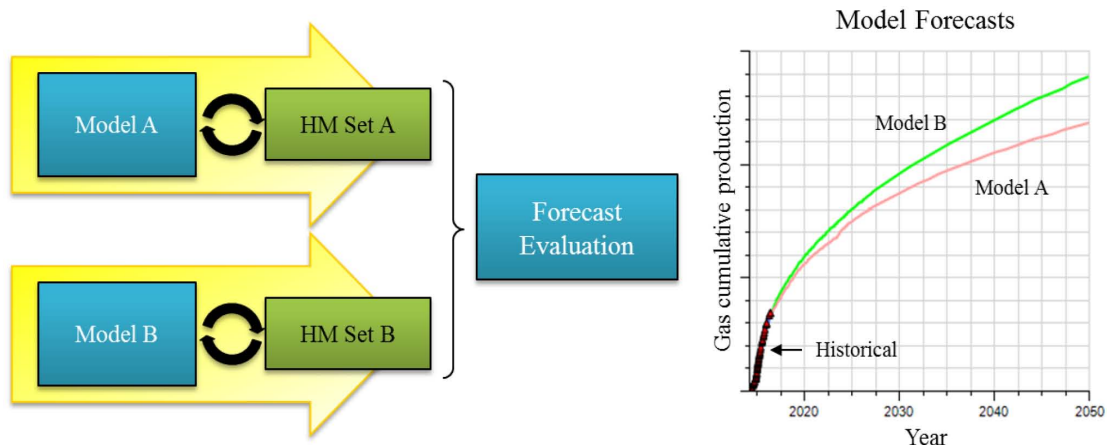 Model A
HM Set A
Model B
HM Set B
Forecast
Evaluation
Model Forecasts
Gas cumulative production
Model B
Model A
Historical
2020
2030
2040
2050
Year